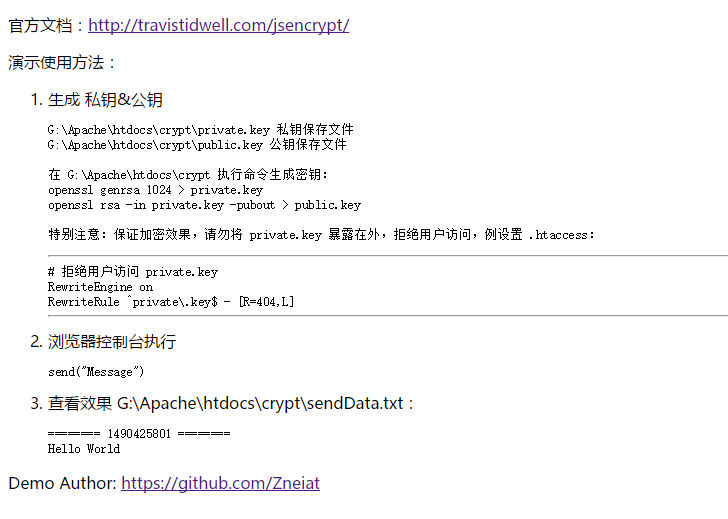 官方文档：http://travistidwell.com/jsencrypt/
演示使用方法：
1. 生成 私钥&公钥
G:\Apache\htdocs\crypt\private.key 私钥保存文件
G:\Apache\htdocs\crypt\public.key 公钥保存文件
在 G:\Apache\htdocs\crypt 执行命令生成密钥：
openssl genrsa 1024 > private.key
openssl rsa -in private.key -pubout > public.key
特别注意：保证加密效果，请勿将 private.key 暴露在外，拒绝用户访问，例设置 .htaccess：
# 拒绝用户访问 private.key
RewriteEngine on
RewriteRule ^private\.key$ - [R=404,L]
2. 浏览器控制台执行
send("Message")
3. 查看效果 G:\Apache\htdocs\crypt\sendData.txt：
======== 1490425801 ========
Hello World
Demo Author: https://github.com/Zneiat